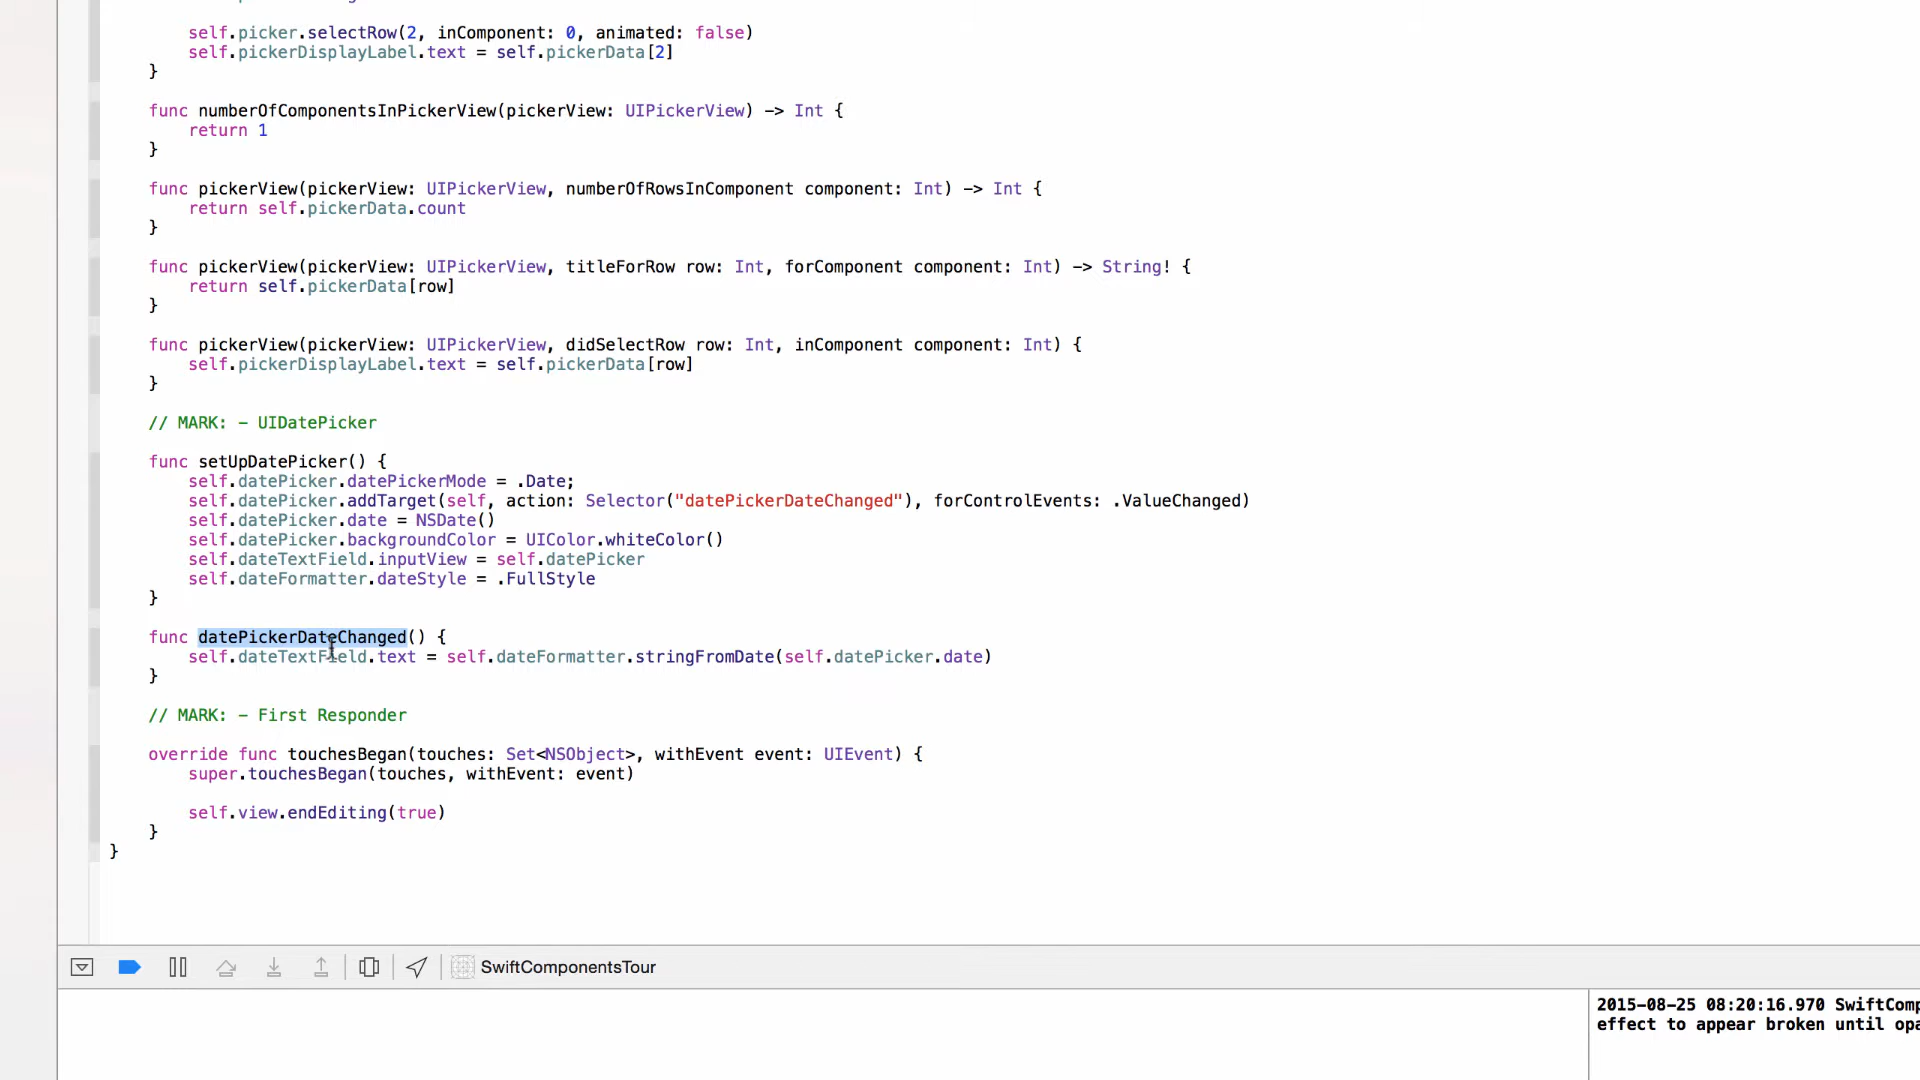 self.picker.selectRow(2, inComponent: 0, animated: false)
self.pickerDisplayLabel.text = self.pickerData[2]
}
func numberOfComponentsInPickerView(pickerView: UIPickerView) -> Int {
return 1
}
func pickerView(pickerView: UIPickerView, numberOfRowsInComponent component: Int) -> Int {
return self.pickerData.count
}
func pickerView(pickerView: UIPickerView, titleForRow row: Int, forComponent component: Int) -> String! {
return self.pickerData[row]
}
func pickerView(pickerView: UIPickerView, didSelectRow row: Int, inComponent component: Int) {
self.pickerDisplayLabel.text = self.pickerData[row]
}
// MARK: - UIDatePicker
func setUpDatePicker() {
self.datePicker.datePickerMode = .Date;
self.datePicker.addTarget(self, action: Selector("datePickerDateChanged"), forControlEvents: .ValueChanged)
self.datePicker.date = NSDate()
self.datePicker.backgroundColor = UIColor.whiteColor()
self.dateTextField.inputView = self.datePicker
self.dateFormatter.dateStyle = .FullStyle
}
func datePickerDateChanged() {
self.dateTextField.text = self.dateFormatter.stringFromDate(self.datePicker.date)
}
// MARK: - First Responder
override func touchesBegan(touches: Set<NSObject>, withEvent event: UIEvent) {
super.touchesBegan(touches, withEvent: event)
self.view.endEditing(true)
}
}
SwiftComponentsTour
2015-08-25 08:20:16.970 SwiftComp
effect to appear broken until opa